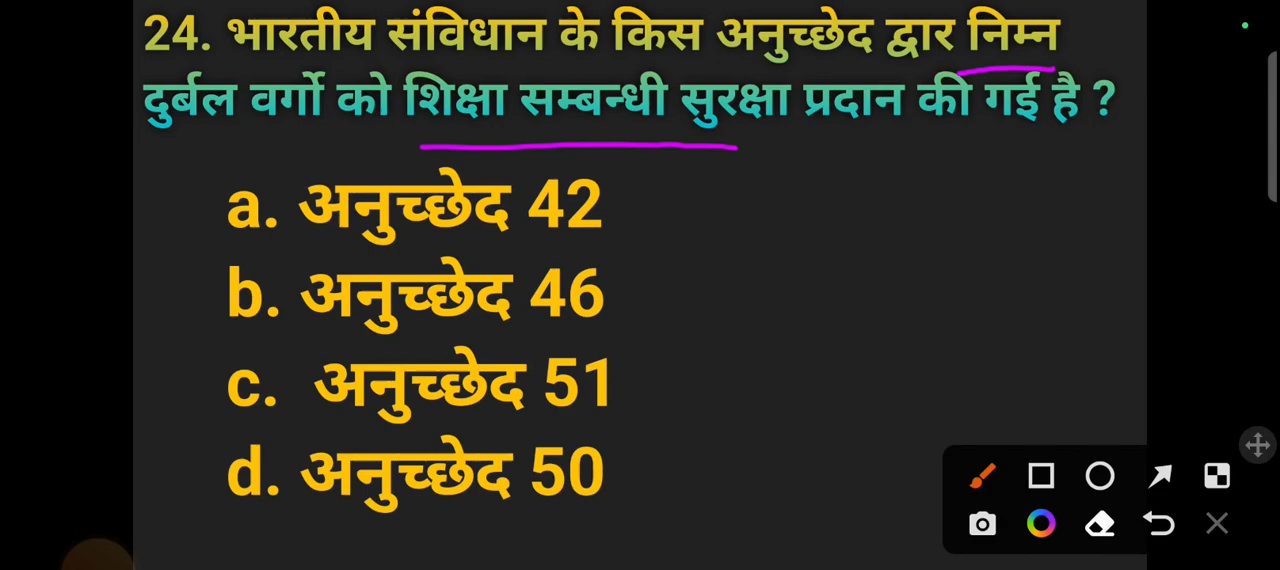 24. भारतीय संविधान के किस अनुच्छेद द्वार निम्न
दुर्बल वर्गो को शिक्षा सम्बन्धी सुरक्षा प्रदान की गई है ?
a. अनुच्छेद 42
b. अनुच्छेद 46
c. अनुच्छेद 51
d. अनुच्छेद 50